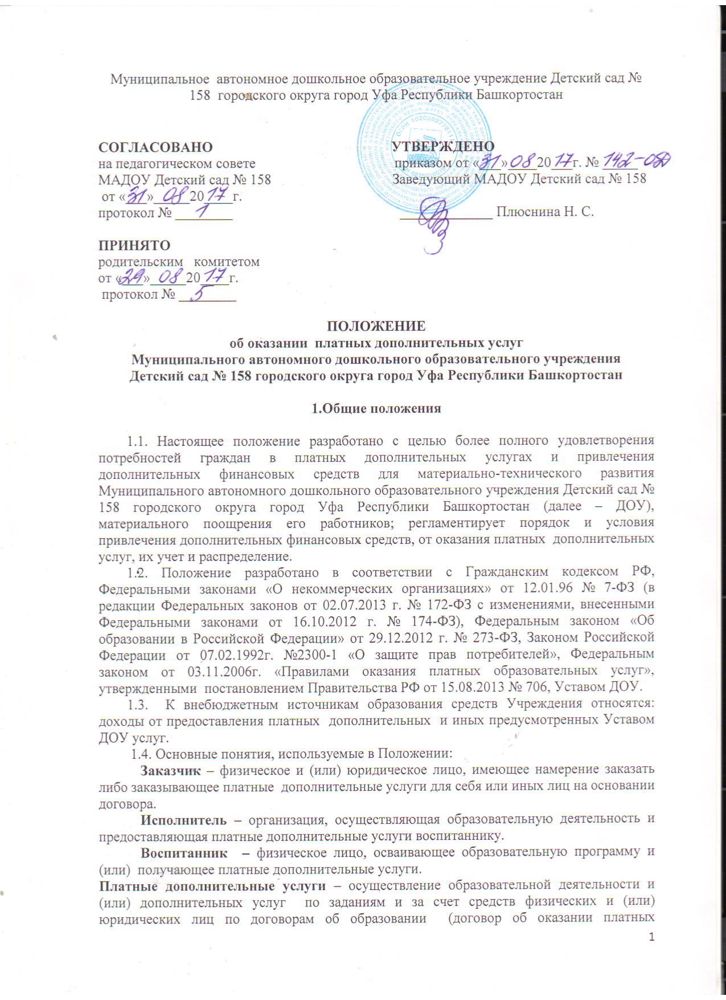 Муниципальное автономное дошкольное образовательное учреждение Детский сад №
158 городского округа город Уфа Республики Башкортостан
СОГЛАСОВАНО
на педагогическом совете
МАДОУ Детский сад № 158
от «31» 08 2017 г.
протокол № 1
УТВЕРЖДЕНО
приказом от «31» 08 2017 г. № 142-ОД
Заведующий МАДОУ Детский сад № 158
Плюснина Н. С.
ОГРН 1020202778111
ПРИНЯТО
родительским комитетом
от «29» 08 2017 г.
протокол № 5
ПОЛОЖЕНИЕ
об оказании платных дополнительных услуг
Муниципального автономного дошкольного образовательного учреждения
Детский сад № 158 городского округа город Уфа Республики Башкортостан
1.Общие положения
1.1. Настоящее положение разработано с целью более полного удовлетворения
потребностей граждан в платных дополнительных услугах и привлечения
дополнительных финансовых средств для материально-технического развития
Муниципального автономного дошкольного образовательного учреждения Детский сад №
158 городского округа город Уфа Республики Башкортостан (далее – ДОУ),
материального поощрения его работников; регламентирует порядок и условия
привлечения дополнительных финансовых средств, от оказания платных дополнительных
услуг, их учет и распределение.
1.2. Положение разработано в соответствии с Гражданским кодексом РФ,
Федеральными законами «О некоммерческих организациях» от 12.01.96 № 7-ФЗ (в
редакции Федеральных законов от 02.07.2013 г. № 172-ФЗ с изменениями, внесенными
Федеральными законами от 16.10.2012 г. № 174-ФЗ), Федеральным законом «Об
образовании в Российской Федерации» от 29.12.2012 г. № 273-ФЗ, Законом Российской
Федерации от 07.02.1992г. №2300-1 «О защите прав потребителей», Федеральным
законом от 03.11.2006г. «Правилами оказания платных образовательных услуг»,
утвержденными постановлением Правительства РФ от 15.08.2013 № 706, Уставом ДОУ.
1.3. К внебюджетным источникам образования средств Учреждения относятся:
доходы от предоставления платных дополнительных и иных предусмотренных Уставом
ДОУ услуг.
1.4. Основные понятия, используемые в Положении:
Заказчик – физическое и (или) юридическое лицо, имеющее намерение заказать
либо заказывающее платные дополнительные услуги для себя или иных лиц на основании
договора.
Исполнитель – организация, осуществляющая образовательную деятельность и
предоставляющая платные дополнительные услуги воспитаннику.
Воспитанник – физическое лицо, осваивающее образовательную программу и
(или) получающее платные дополнительные услуги.
Платные дополнительные услуги – осуществление образовательной деятельности и
(или) дополнительных услуг по заданиям и за счет средств физических и (или)
юридических лиц по договорам об образовании (договор об оказании платных
1